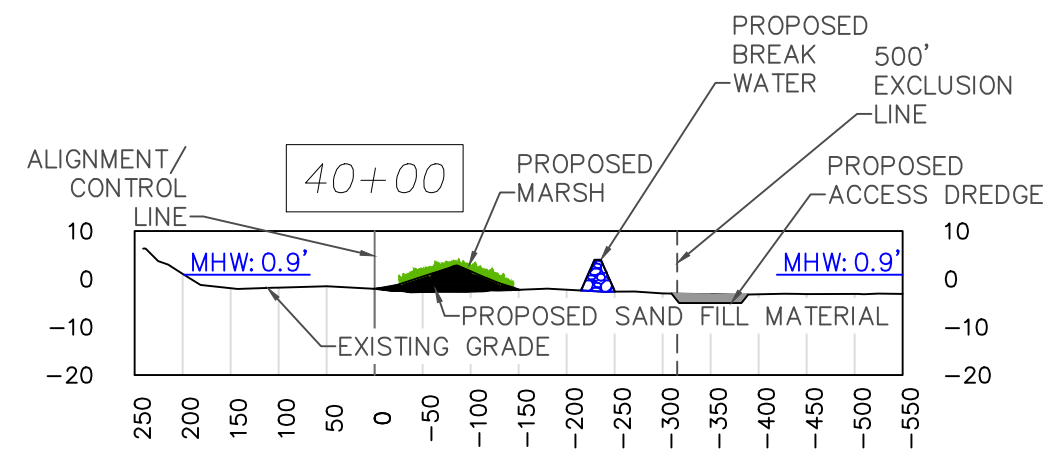 PROPOSED
BREAK
WATER
500'
EXCLUSION
LINE
ALIGNMENT/
CONTROL
LINE
40+00
PROPOSED
MARSH
PROPOSED
ACCESS DREDGE
10
0
-10
-20
MHW: 0.9'
MHW: 0.9'
10
0
-10
-20
PROPOSED SAND FILL MATERIAL
EXISTING GRADE
250
200
150
100
50
0
-50
-100
-150
-200
-250
-300
-350
-400
-450
-500
-550